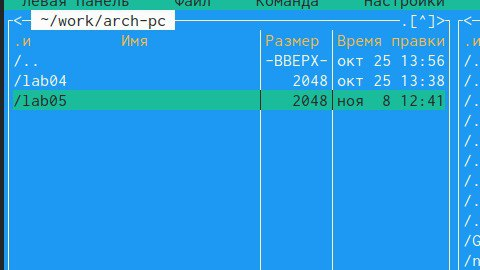 левая панель Файл Команда Настройки
<— ~/work/arch-pc .[^]>
.и Имя Размер Время правки .и
/.. -ВВЕРХ- окт 25 13:56 /.
/lab04 2048 окт 25 13:38 /.
/lab05 2048 ноя 8 12:41 /.
/.
/.
/.
/.
/.
/.
/G
/n